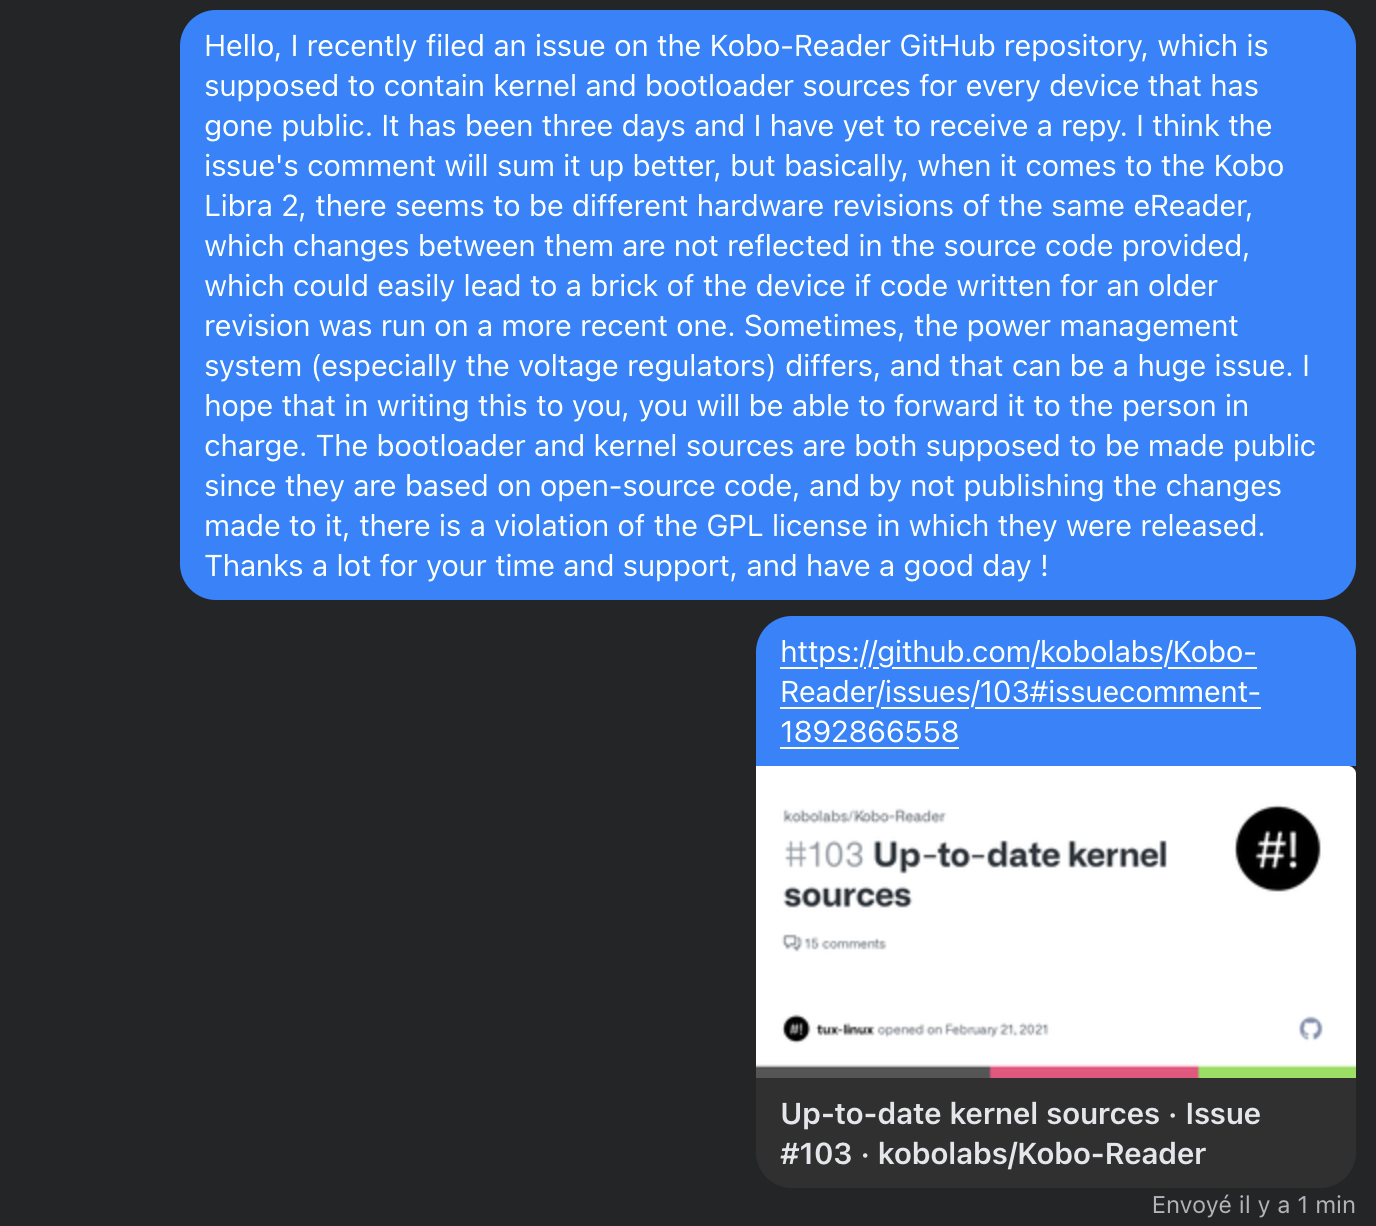 Hello, I recently filed an issue on the Kobo-Reader GitHub repository, which is
supposed to contain kernel and bootloader sources for every device that has
gone public. It has been three days and I have yet to receive a repy. I think the
issue's comment will sum it up better, but basically, when it comes to the Kobo
Libra 2, there seems to be different hardware revisions of the same eReader,
which changes between them are not reflected in the source code provided,
which could easily lead to a brick of the device if code written for an older
revision was run on a more recent one. Sometimes, the power management
system (especially the voltage regulators) differs, and that can be a huge issue. I
hope that in writing this to you, you will be able to forward it to the person in
charge. The bootloader and kernel sources are both supposed to be made public
since they are based on open-source code, and by not publishing the changes
made to it, there is a violation of the GPL license in which they were released.
Thanks a lot for your time and support, and have a good day !
https://github.com/kobolabs/Kobo-
Reader/issues/103#issuecomment-
1892866558
kobolabs/Kobo-Reader
#103 Up-to-date kernel
sources
#!
15 comments
#! tux-linux opened on February 21, 2021
Up-to-date kernel sources · Issue
#103 · kobolabs/Kobo-Reader
Envoyé il y a 1 min